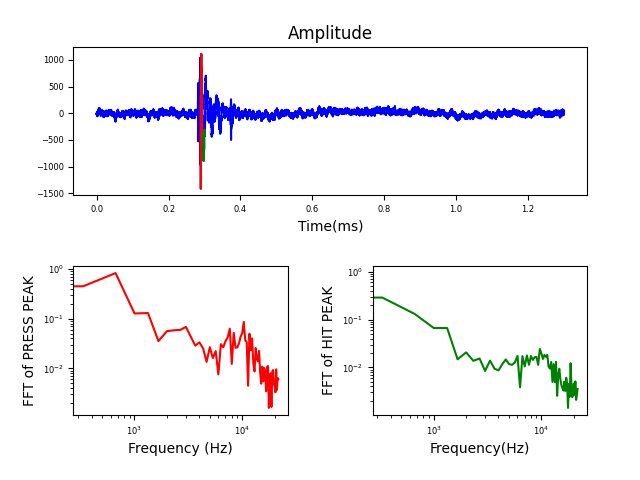 Amplitude
1000
500
0
−500
−1000
−1500
0.0 0.2 0.4 0.6 0.8 1.0 1.2
Time(ms)
FFT of PRESS PEAK
10⁰
10⁻¹
10⁻²
10³ 10⁴
Frequency (Hz)
FFT of HIT PEAK
10⁰
10⁻¹
10⁻²
10³ 10⁴
Frequency(Hz)